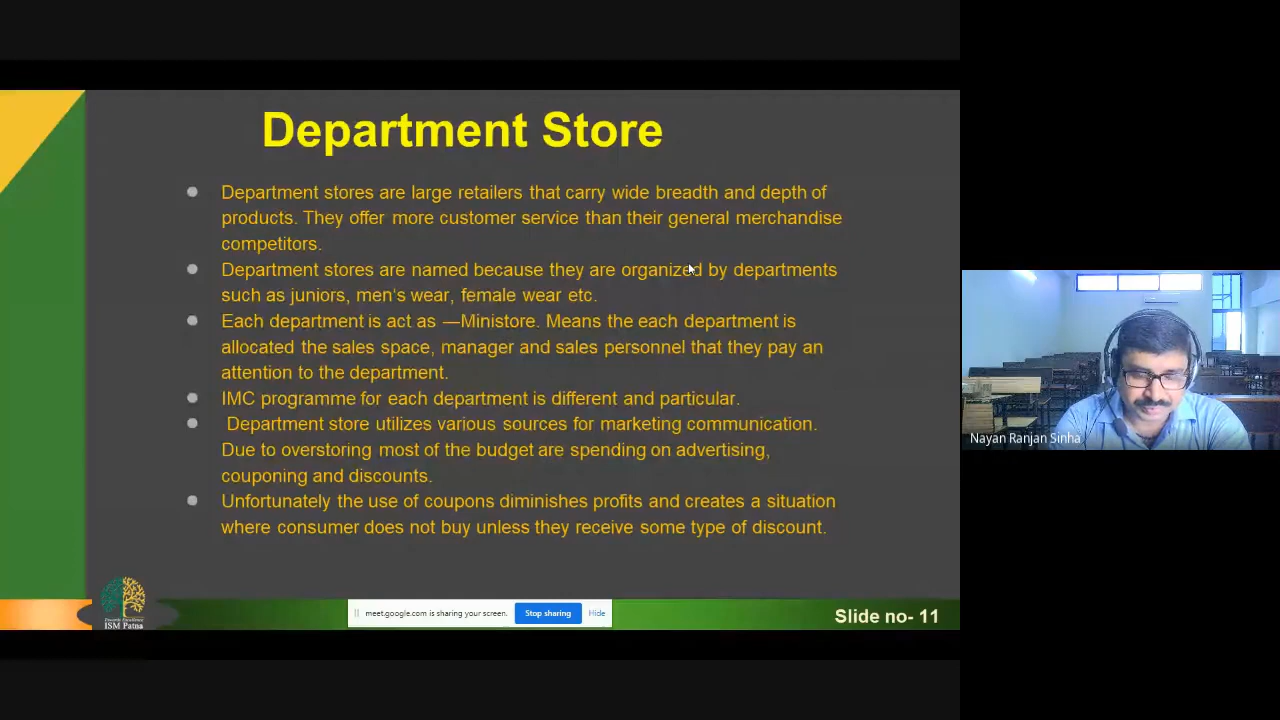 Department Store
Department stores are large retailers that carry wide breadth and depth of
products. They offer more customer service than their general merchandise
competitors.
Department stores are named because they are organized by departments
such as juniors, men's wear, female wear etc.
Each department is act as —Ministore. Means the each department is
allocated the sales space, manager and sales personnel that they pay an
attention to the department.
IMC programme for each department is different and particular.
Department store utilizes various sources for marketing communication.
Due to overstoring most of the budget are spending on advertising,
couponing and discounts.
Unfortunately the use of coupons diminishes profits and creates a situation
where consumer does not buy unless they receive some type of discount.
Nayan Ranjan Sinha
meet.google.com is sharing your screen.
Stop sharing
Hide
Towards Excellence
ISM Patna
Slide no- 11